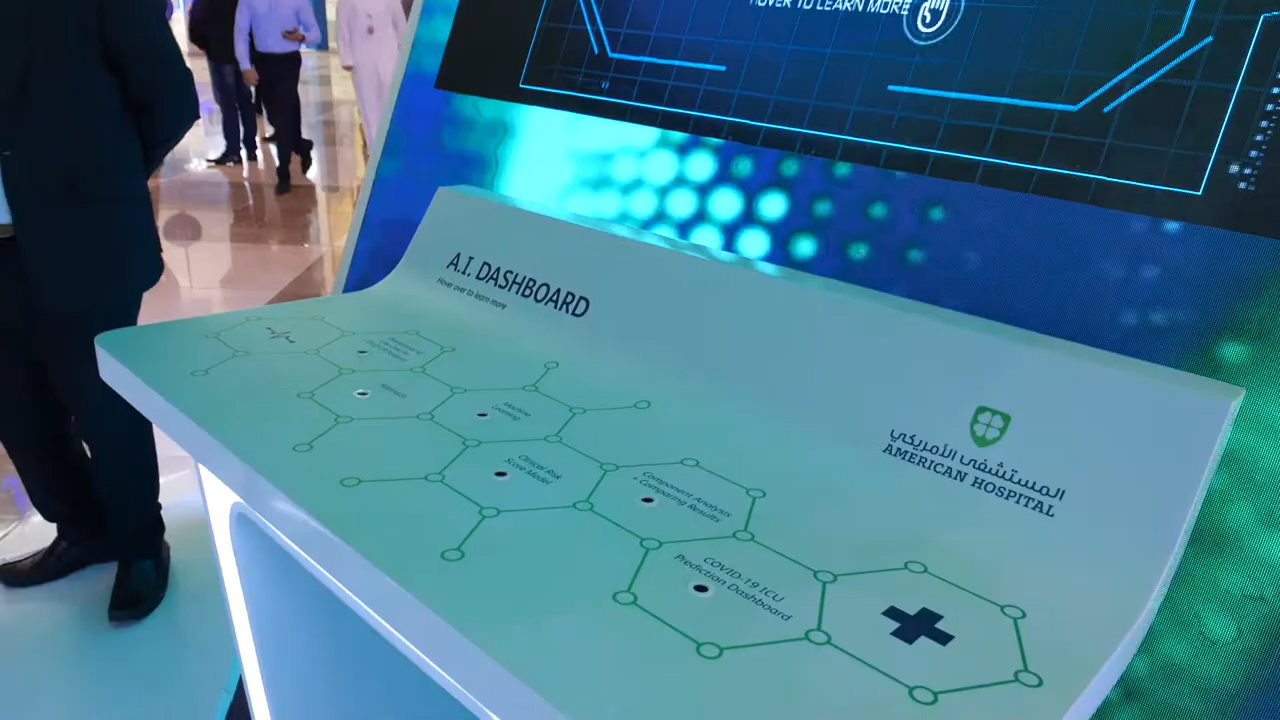 HOVER TO LEARN MORE
A.I. DASHBOARD
Hover over to learn more
Machine
Learning
Clinical Risk
Score Model
Component Analysis
+ Comparing Results
COVID-19 ICU
Prediction Dashboard
المستشفى الأمريكي
AMERICAN HOSPITAL